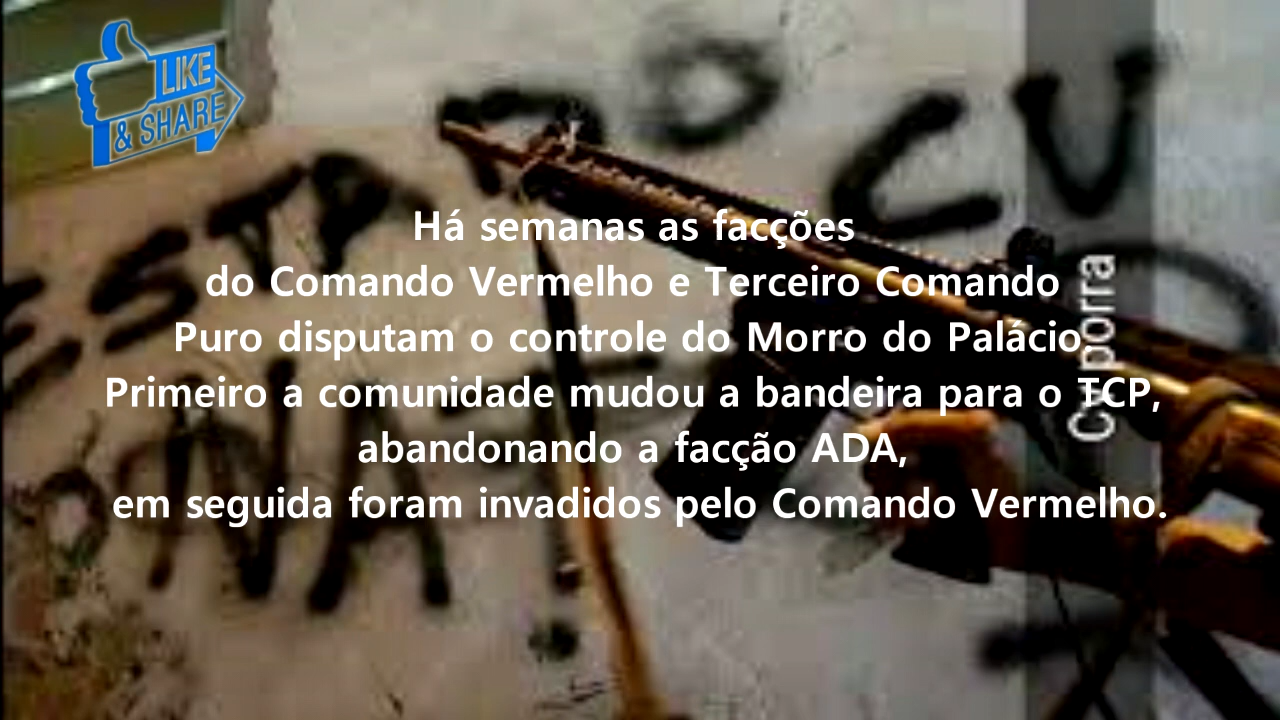 LIKE
& SHARE
Há semanas as facções
do Comando Vermelho e Terceiro Comando
Puro disputam o controle do Morro do Palácio
Primeiro a comunidade mudou a bandeira para o TCP,
abandonando a facção ADA,
em seguida foram invadidos pelo Comando Vermelho.
porra